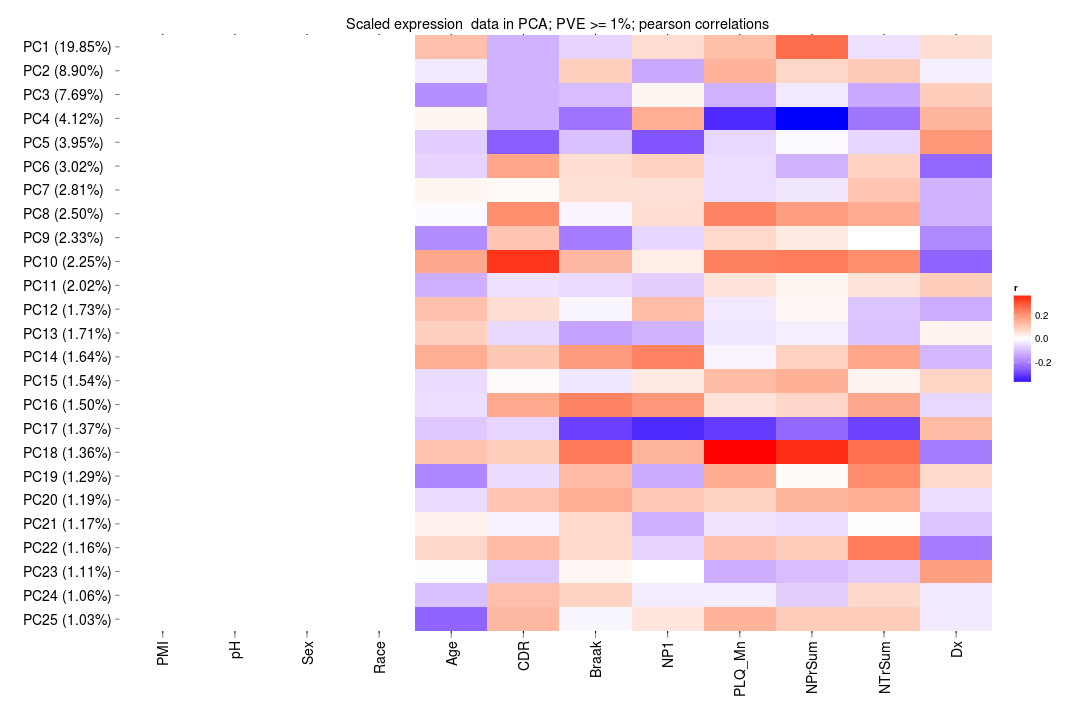 Scaled expression  data in PCA; PVE >= 1%; pearson correlations
PC1 (19.85%)
PC2 (8.90%)
PC3 (7.69%)
PC4 (4.12%)
PC5 (3.95%)
PC6 (3.02%)
PC7 (2.81%)
PC8 (2.50%)
PC9 (2.33%)
PC10 (2.25%)
PC11 (2.02%)
PC12 (1.73%)
PC13 (1.71%)
PC14 (1.64%)
PC15 (1.54%)
PC16 (1.50%)
PC17 (1.37%)
PC18 (1.36%)
PC19 (1.29%)
PC20 (1.19%)
PC21 (1.17%)
PC22 (1.16%)
PC23 (1.11%)
PC24 (1.06%)
PC25 (1.03%)
PMI
pH
Sex
Race
Age
CDR
Braak
NP1
PLQ_Mn
NPrSum
NTrSum
Dx
r
0.2
0.0
-0.2